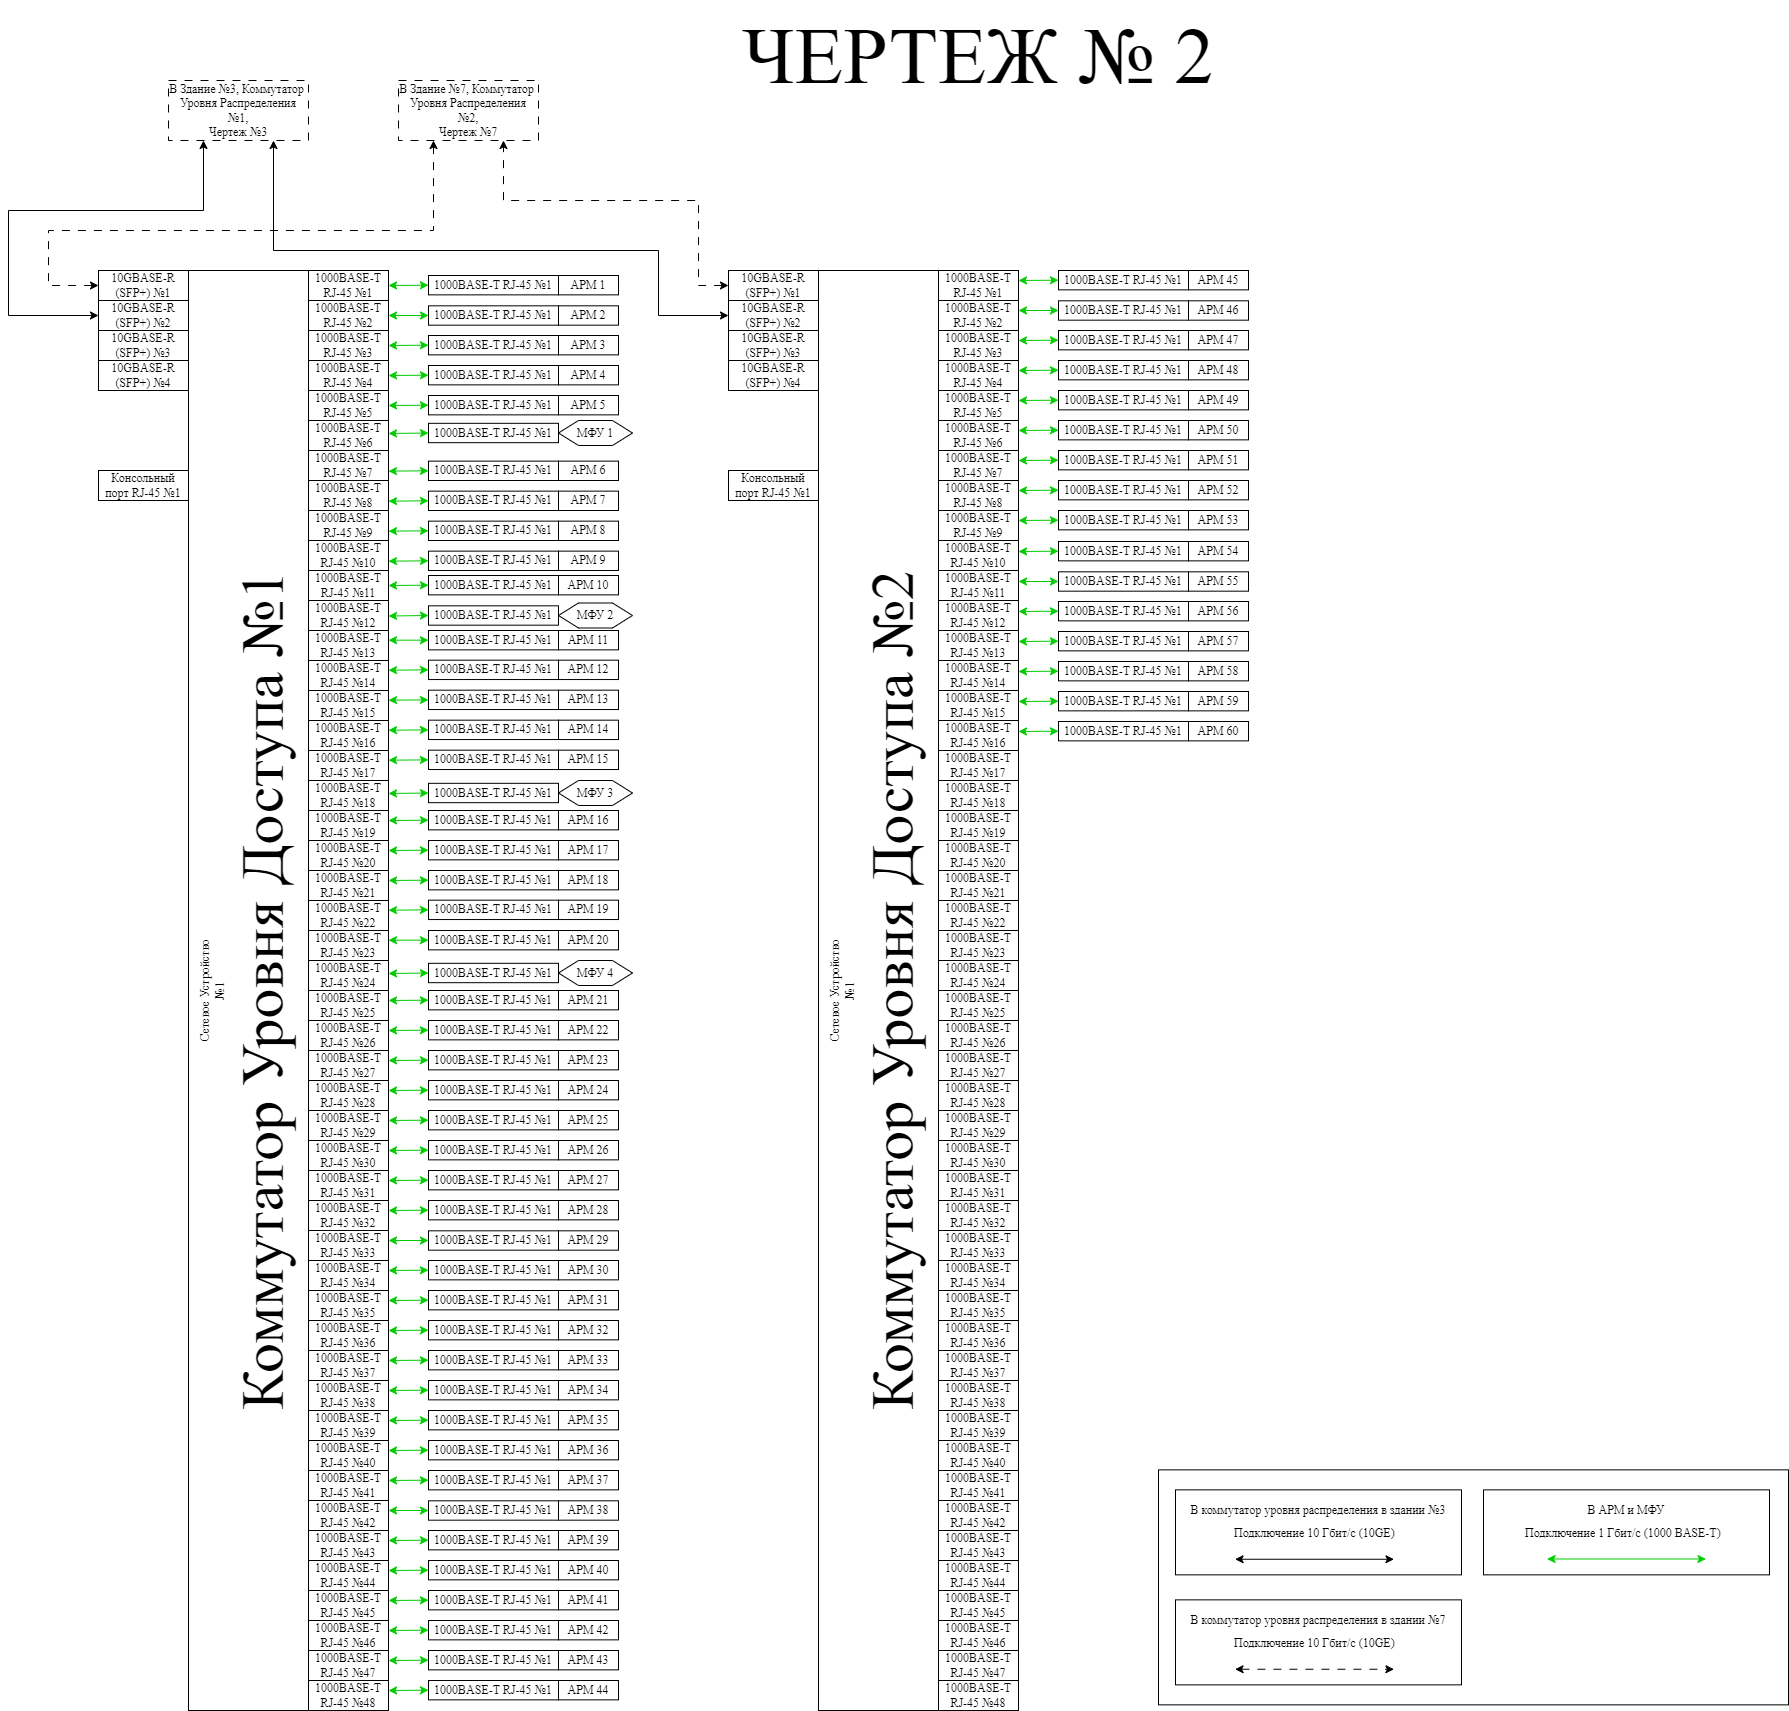 ЧЕРТЕЖ № 2
В Здание №3, Коммутатор
Уровня Распределения
№1,
Чертеж №3
В Здание №7, Коммутатор
Уровня Распределения
№2,
Чертеж №7
10GBASE-R
(SFP+) №1
10GBASE-R
(SFP+) №2
10GBASE-R
(SFP+) №3
10GBASE-R
(SFP+) №4
Консольный
порт RJ-45 №1
Сетевое Устройство
№1
Коммутатор Уровня Доступа №1
1000BASE-T
RJ-45 №1
1000BASE-T RJ-45 №1 АРМ 1
1000BASE-T
RJ-45 №2
1000BASE-T RJ-45 №1 АРМ 2
1000BASE-T
RJ-45 №3
1000BASE-T RJ-45 №1 АРМ 3
1000BASE-T
RJ-45 №4
1000BASE-T RJ-45 №1 АРМ 4
1000BASE-T
RJ-45 №5
1000BASE-T RJ-45 №1 АРМ 5
1000BASE-T
RJ-45 №6
1000BASE-T RJ-45 №1 МФУ 1
1000BASE-T
RJ-45 №7
1000BASE-T RJ-45 №1 АРМ 6
1000BASE-T
RJ-45 №8
1000BASE-T RJ-45 №1 АРМ 7
1000BASE-T
RJ-45 №9
1000BASE-T RJ-45 №1 АРМ 8
1000BASE-T
RJ-45 №10
1000BASE-T RJ-45 №1 АРМ 9
1000BASE-T
RJ-45 №11
1000BASE-T RJ-45 №1 АРМ 10
1000BASE-T
RJ-45 №12
1000BASE-T RJ-45 №1 МФУ 2
1000BASE-T
RJ-45 №13
1000BASE-T RJ-45 №1 АРМ 11
1000BASE-T
RJ-45 №14
1000BASE-T RJ-45 №1 АРМ 12
1000BASE-T
RJ-45 №15
1000BASE-T RJ-45 №1 АРМ 13
1000BASE-T
RJ-45 №16
1000BASE-T RJ-45 №1 АРМ 14
1000BASE-T
RJ-45 №17
1000BASE-T RJ-45 №1 АРМ 15
1000BASE-T
RJ-45 №18
1000BASE-T RJ-45 №1 МФУ 3
1000BASE-T
RJ-45 №19
1000BASE-T RJ-45 №1 АРМ 16
1000BASE-T
RJ-45 №20
1000BASE-T RJ-45 №1 АРМ 17
1000BASE-T
RJ-45 №21
1000BASE-T RJ-45 №1 АРМ 18
1000BASE-T
RJ-45 №22
1000BASE-T RJ-45 №1 АРМ 19
1000BASE-T
RJ-45 №23
1000BASE-T RJ-45 №1 АРМ 20
1000BASE-T
RJ-45 №24
1000BASE-T RJ-45 №1 МФУ 4
1000BASE-T
RJ-45 №25
1000BASE-T RJ-45 №1 АРМ 21
1000BASE-T
RJ-45 №26
1000BASE-T RJ-45 №1 АРМ 22
1000BASE-T
RJ-45 №27
1000BASE-T RJ-45 №1 АРМ 23
1000BASE-T
RJ-45 №28
1000BASE-T RJ-45 №1 АРМ 24
1000BASE-T
RJ-45 №29
1000BASE-T RJ-45 №1 АРМ 25
1000BASE-T
RJ-45 №30
1000BASE-T RJ-45 №1 АРМ 26
1000BASE-T
RJ-45 №31
1000BASE-T RJ-45 №1 АРМ 27
1000BASE-T
RJ-45 №32
1000BASE-T RJ-45 №1 АРМ 28
1000BASE-T
RJ-45 №33
1000BASE-T RJ-45 №1 АРМ 29
1000BASE-T
RJ-45 №34
1000BASE-T RJ-45 №1 АРМ 30
1000BASE-T
RJ-45 №35
1000BASE-T RJ-45 №1 АРМ 31
1000BASE-T
RJ-45 №36
1000BASE-T RJ-45 №1 АРМ 32
1000BASE-T
RJ-45 №37
1000BASE-T RJ-45 №1 АРМ 33
1000BASE-T
RJ-45 №38
1000BASE-T RJ-45 №1 АРМ 34
1000BASE-T
RJ-45 №39
1000BASE-T RJ-45 №1 АРМ 35
1000BASE-T
RJ-45 №40
1000BASE-T RJ-45 №1 АРМ 36
1000BASE-T
RJ-45 №41
1000BASE-T RJ-45 №1 АРМ 37
1000BASE-T
RJ-45 №42
1000BASE-T RJ-45 №1 АРМ 38
1000BASE-T
RJ-45 №43
1000BASE-T RJ-45 №1 АРМ 39
1000BASE-T
RJ-45 №44
1000BASE-T RJ-45 №1 АРМ 40
1000BASE-T
RJ-45 №45
1000BASE-T RJ-45 №1 АРМ 41
1000BASE-T
RJ-45 №46
1000BASE-T RJ-45 №1 АРМ 42
1000BASE-T
RJ-45 №47
1000BASE-T RJ-45 №1 АРМ 43
1000BASE-T
RJ-45 №48
1000BASE-T RJ-45 №1 АРМ 44
10GBASE-R
(SFP+) №1
10GBASE-R
(SFP+) №2
10GBASE-R
(SFP+) №3
10GBASE-R
(SFP+) №4
Консольный
порт RJ-45 №1
Сетевое Устройство
№1
Коммутатор Уровня Доступа №2
1000BASE-T
RJ-45 №1
1000BASE-T RJ-45 №1 АРМ 45
1000BASE-T
RJ-45 №2
1000BASE-T RJ-45 №1 АРМ 46
1000BASE-T
RJ-45 №3
1000BASE-T RJ-45 №1 АРМ 47
1000BASE-T
RJ-45 №4
1000BASE-T RJ-45 №1 АРМ 48
1000BASE-T
RJ-45 №5
1000BASE-T RJ-45 №1 АРМ 49
1000BASE-T
RJ-45 №6
1000BASE-T RJ-45 №1 АРМ 50
1000BASE-T
RJ-45 №7
1000BASE-T RJ-45 №1 АРМ 51
1000BASE-T
RJ-45 №8
1000BASE-T RJ-45 №1 АРМ 52
1000BASE-T
RJ-45 №9
1000BASE-T RJ-45 №1 АРМ 53
1000BASE-T
RJ-45 №10
1000BASE-T RJ-45 №1 АРМ 54
1000BASE-T
RJ-45 №11
1000BASE-T RJ-45 №1 АРМ 55
1000BASE-T
RJ-45 №12
1000BASE-T RJ-45 №1 АРМ 56
1000BASE-T
RJ-45 №13
1000BASE-T RJ-45 №1 АРМ 57
1000BASE-T
RJ-45 №14
1000BASE-T RJ-45 №1 АРМ 58
1000BASE-T
RJ-45 №15
1000BASE-T RJ-45 №1 АРМ 59
1000BASE-T
RJ-45 №16
1000BASE-T RJ-45 №1 АРМ 60
1000BASE-T
RJ-45 №17
1000BASE-T
RJ-45 №18
1000BASE-T
RJ-45 №19
1000BASE-T
RJ-45 №20
1000BASE-T
RJ-45 №21
1000BASE-T
RJ-45 №22
1000BASE-T
RJ-45 №23
1000BASE-T
RJ-45 №24
1000BASE-T
RJ-45 №25
1000BASE-T
RJ-45 №26
1000BASE-T
RJ-45 №27
1000BASE-T
RJ-45 №28
1000BASE-T
RJ-45 №29
1000BASE-T
RJ-45 №30
1000BASE-T
RJ-45 №31
1000BASE-T
RJ-45 №32
1000BASE-T
RJ-45 №33
1000BASE-T
RJ-45 №34
1000BASE-T
RJ-45 №35
1000BASE-T
RJ-45 №36
1000BASE-T
RJ-45 №37
1000BASE-T
RJ-45 №38
1000BASE-T
RJ-45 №39
1000BASE-T
RJ-45 №40
1000BASE-T
RJ-45 №41
1000BASE-T
RJ-45 №42
1000BASE-T
RJ-45 №43
1000BASE-T
RJ-45 №44
1000BASE-T
RJ-45 №45
1000BASE-T
RJ-45 №46
1000BASE-T
RJ-45 №47
1000BASE-T
RJ-45 №48
В коммутатор уровня распределения в здании №3
Подключение 10 Гбит/с (10GE)
В АРМ и МФУ
Подключение 1 Гбит/с (1000 BASE-T)
В коммутатор уровня распределения в здании №7
Подключение 10 Гбит/с (10GE)